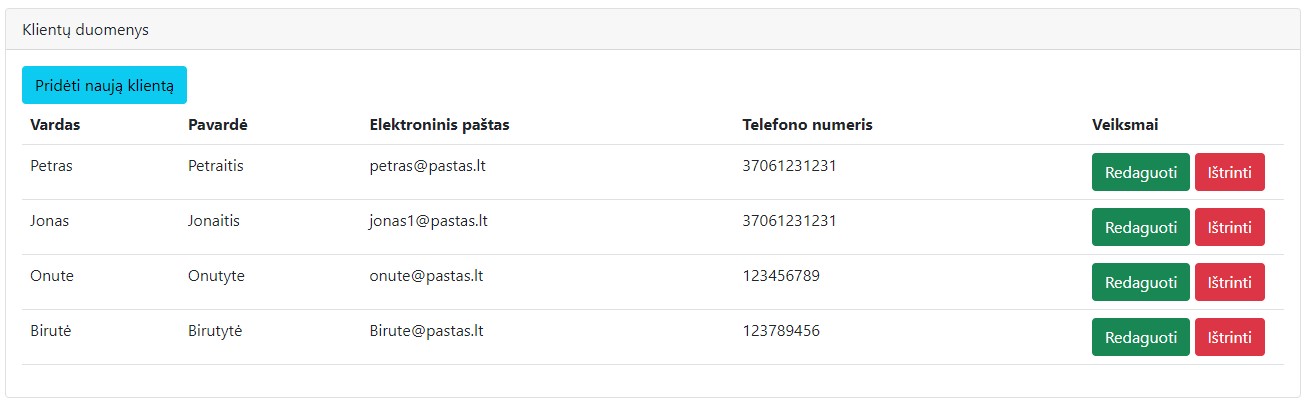 Klientų duomenys
Pridėti naują klientą
Vardas Pavardė Elektroninis paštas Telefono numeris Veiksmai
Petras Petraitis petras@pastas.lt 37061231231 Redaguoti Ištrinti
Jonas Jonaitis jonas1@pastas.lt 37061231231 Redaguoti Ištrinti
Onute Onutyte onute@pastas.lt 123456789 Redaguoti Ištrinti
Birutė Birutytė Birute@pastas.lt 123789456 Redaguoti Ištrinti